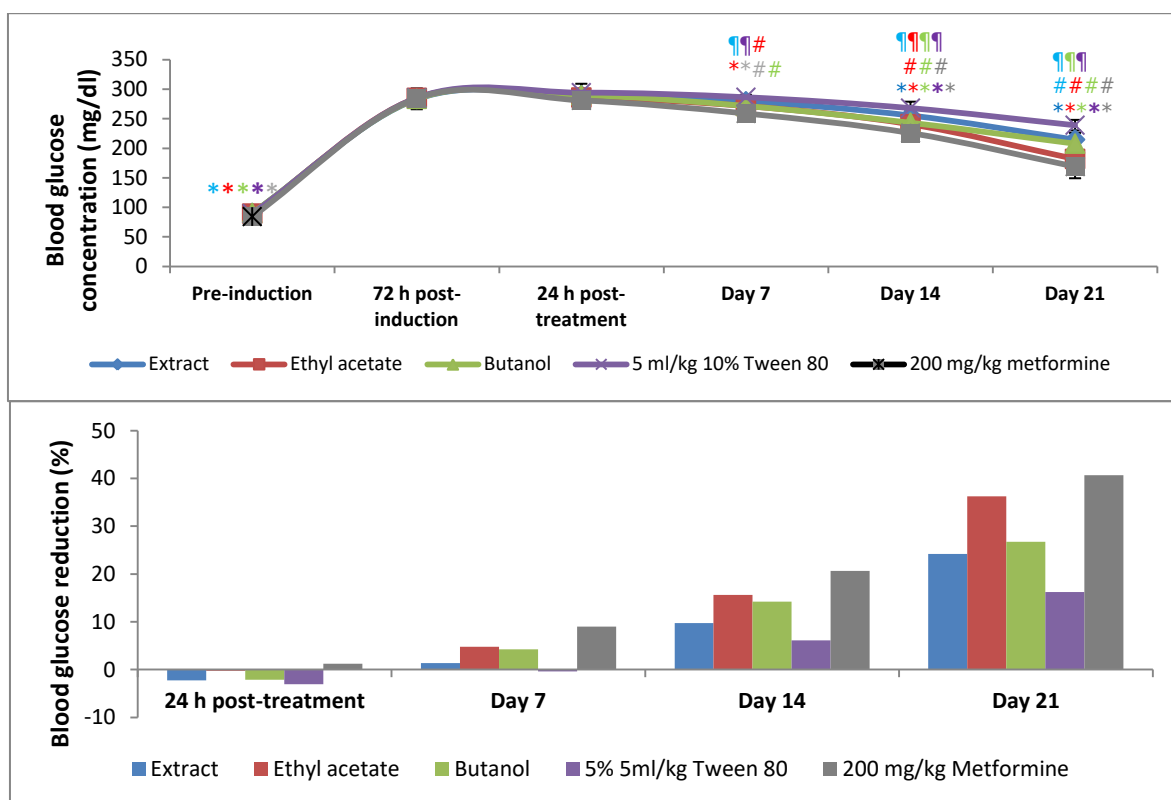 Blood glucose
concentration (mg/dl)
350
300
250
200
150
100
50
0
*****
¶¶#
**##
¶¶¶¶
###
*****
¶¶¶
####
*****
Pre-induction
72 h post-
induction
24 h post-
treatment
Day 7
Day 14
Day 21
Extract
Ethyl acetate
Butanol
5 ml/kg 10% Tween 80
200 mg/kg metformine
Blood glucose reduction (%)
50
40
30
20
10
0
-10
24 h post-treatment
Day 7
Day 14
Day 21
Extract
Ethyl acetate
Butanol
5% 5ml/kg Tween 80
200 mg/kg Metformine